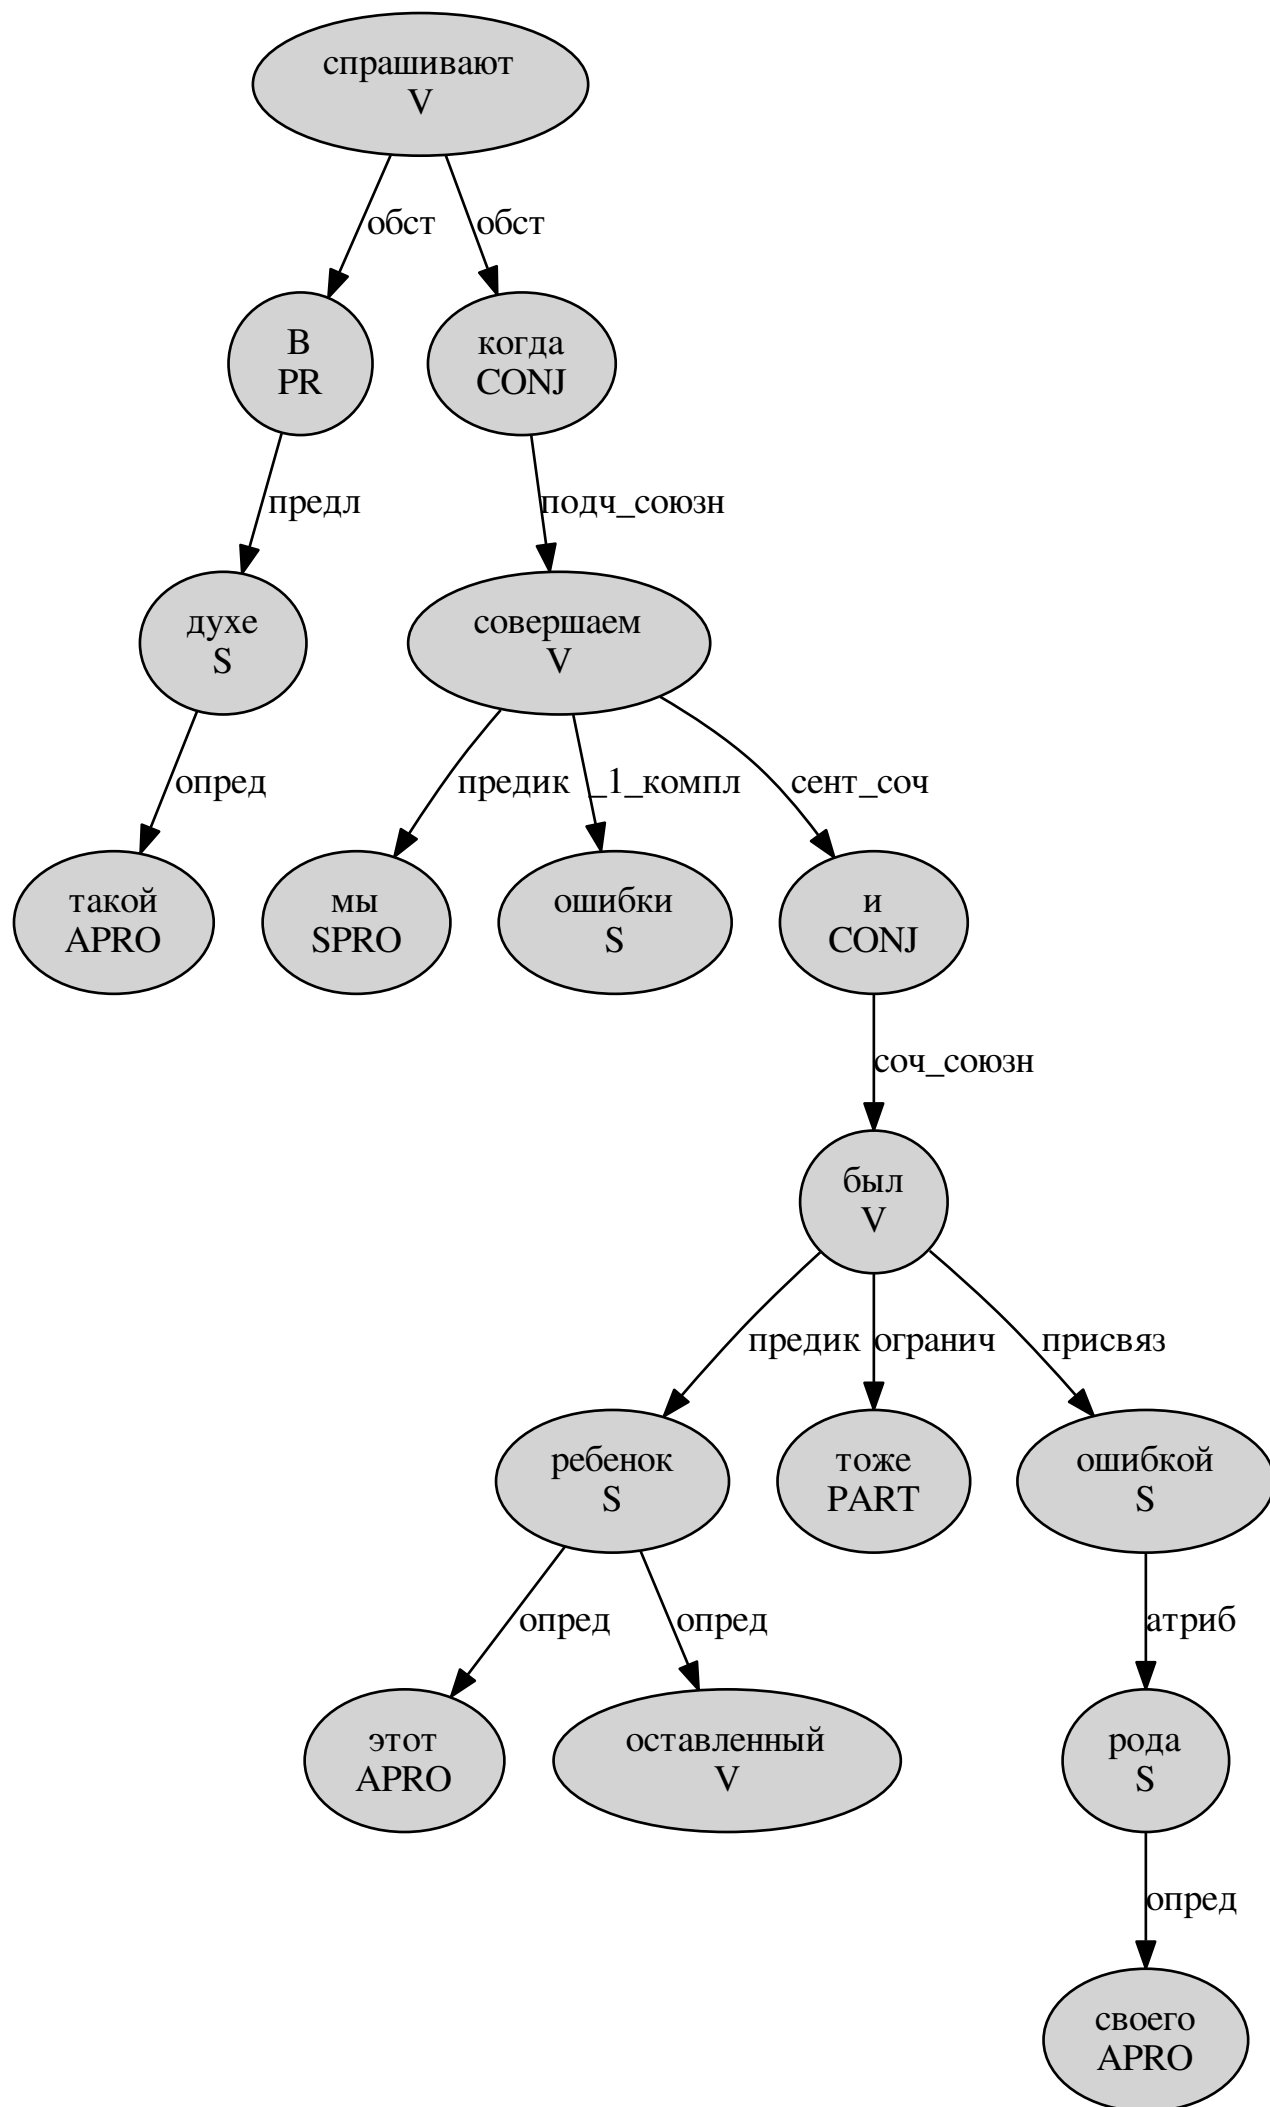 спрашивают
V
обст
обст
В
PR
когда
CONJ
предл
подч_союзн
духе
S
совершаем
V
опред
предик
_1_компл
сент_соч
такой
APRO
мы
SPRO
ошибки
S
и
CONJ
соч_союзн
был
V
предик
огранич
присвяз
ребенок
S
тоже
PART
ошибкой
S
опред
опред
атриб
этот
APRO
оставленный
V
рода
S
опред
своего
APRO